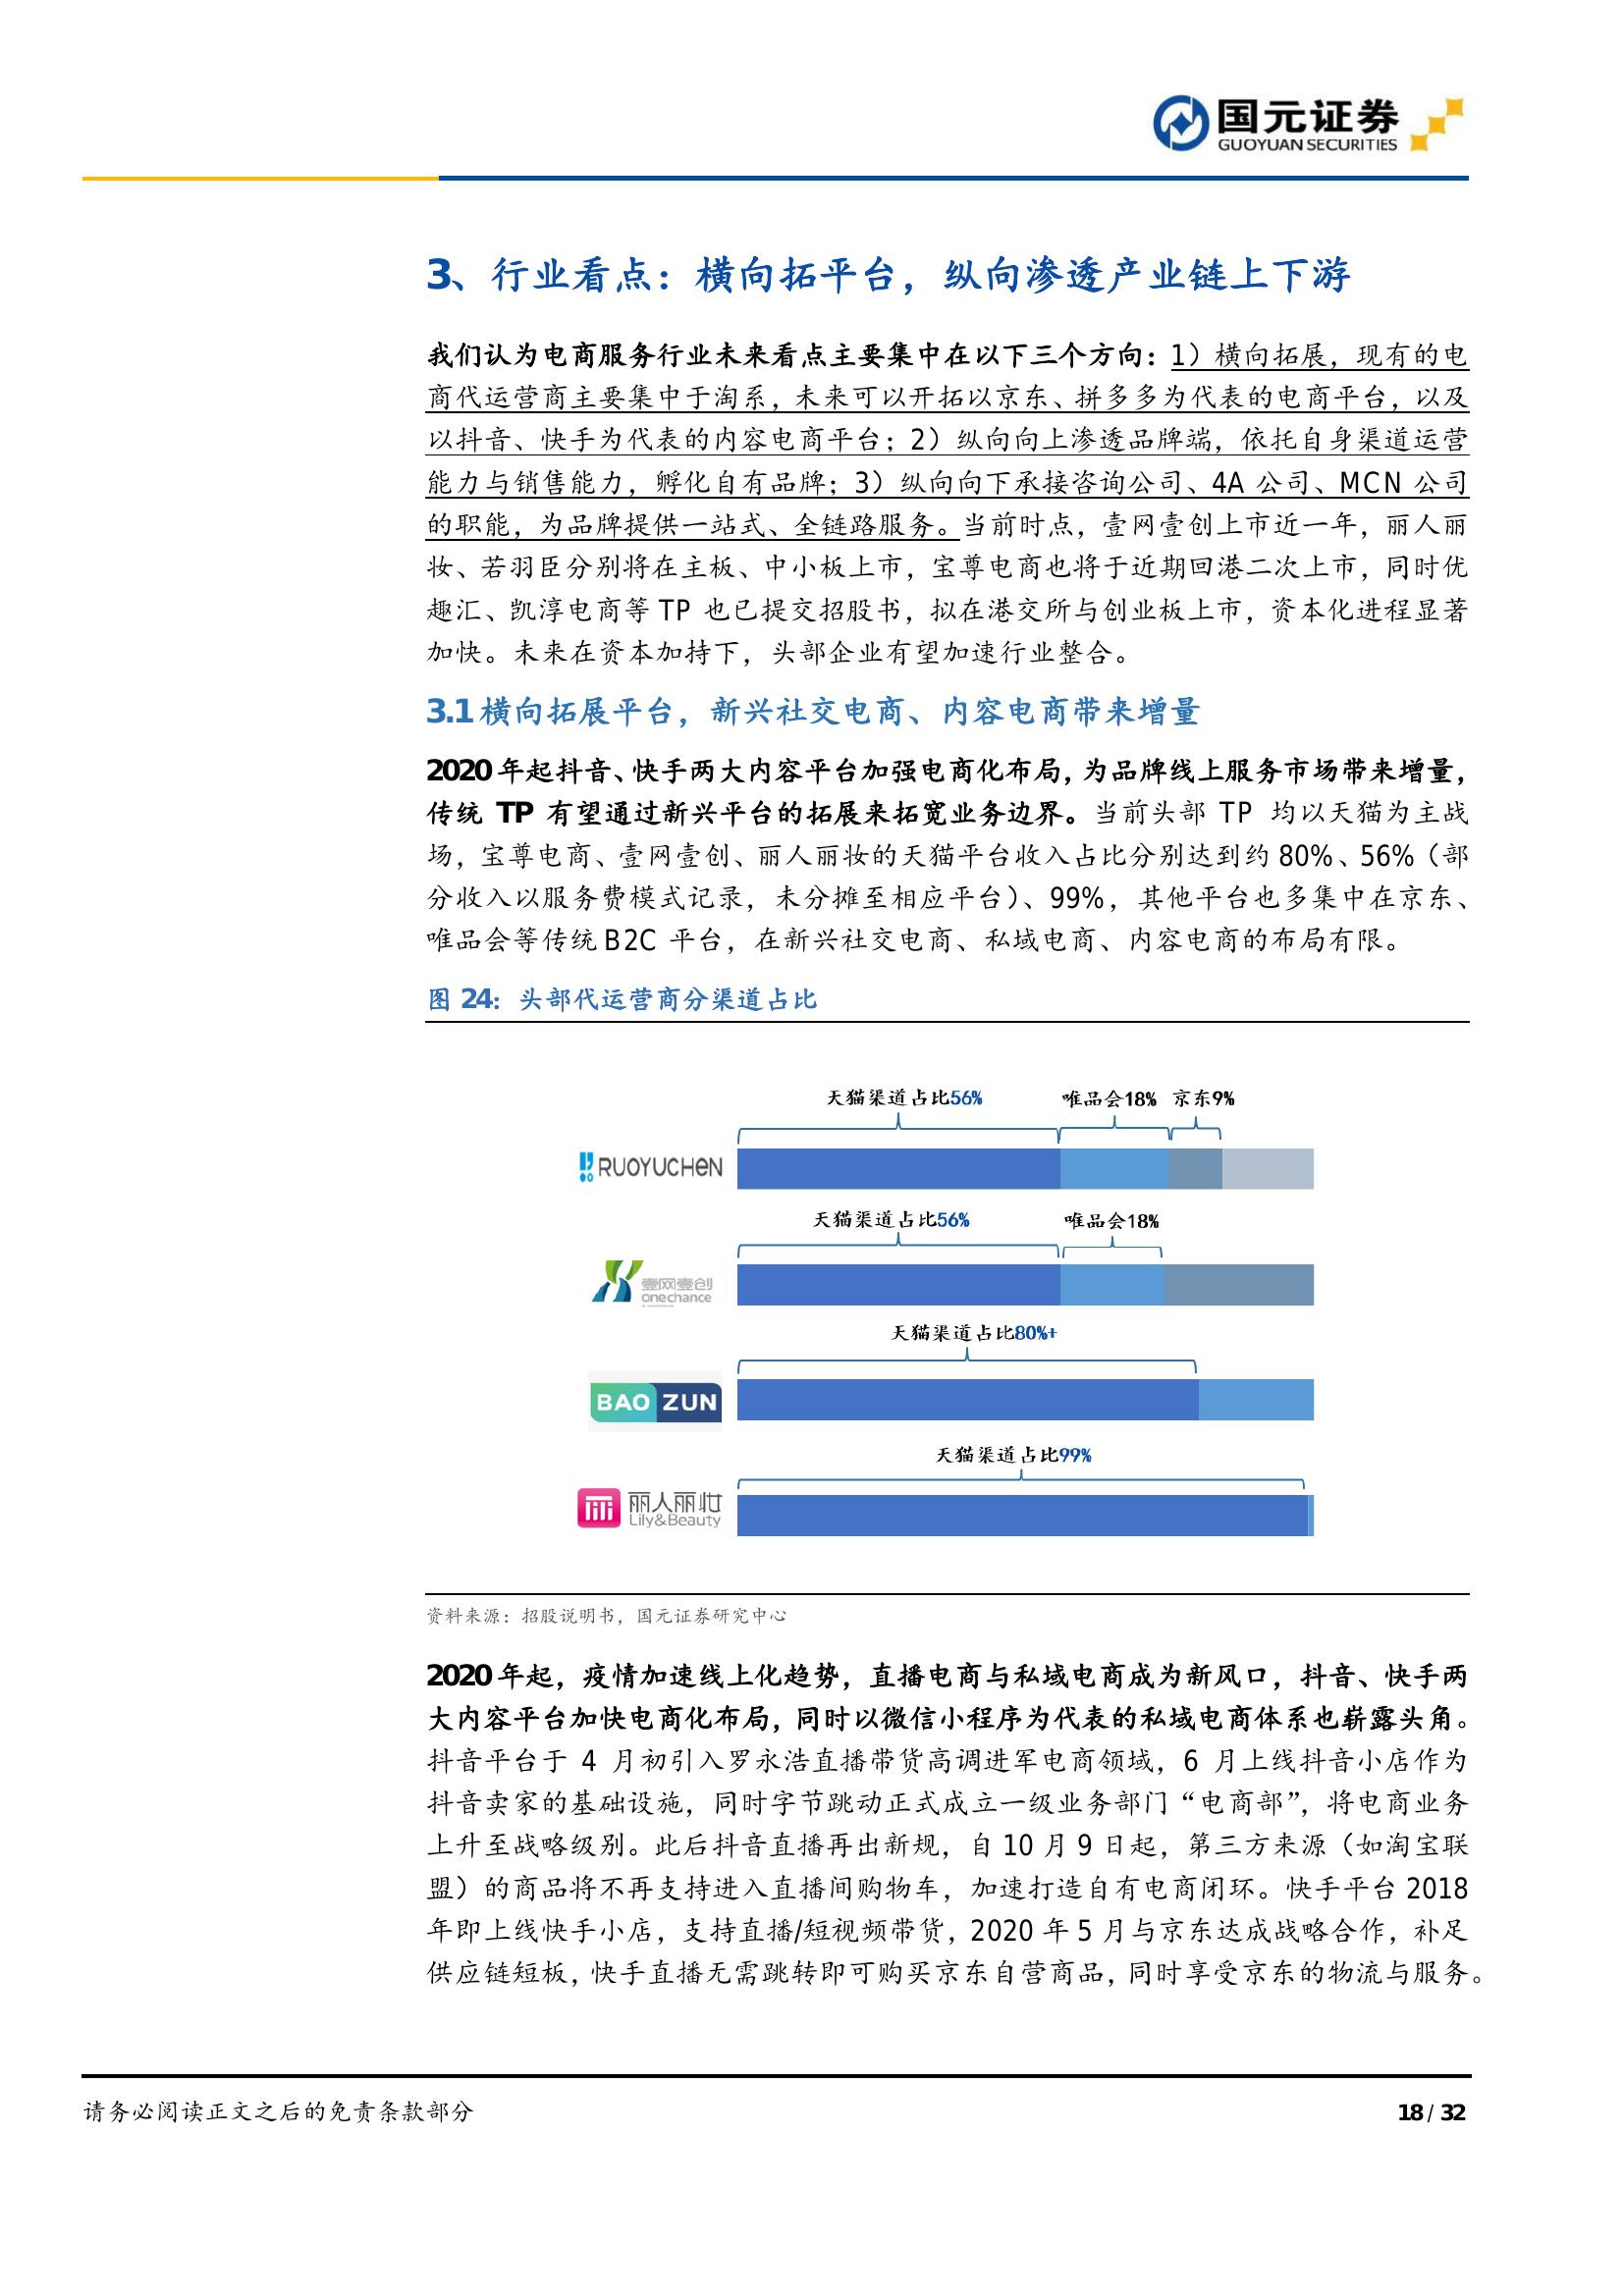 国元证券
GUOYUAN SECURITIES
3、行业看点：横向拓平台，纵向渗透产业链上下游
我们认为电商服务行业未来看点主要集中在以下三个方向：1）横向拓展，现有的电
商代运营商主要集中于淘系，未来可以开拓以京东、拼多多为代表的电商平台，以及
以抖音、快手为代表的内容电商平台；2）纵向向上渗透品牌端，依托自身渠道运营
能力与销售能力，孵化自有品牌；3）纵向向下承接咨询公司、4A 公司、MCN 公司
的职能，为品牌提供一站式、全链路服务。当前时点，壹网壹创上市近一年，丽人丽
妆、若羽臣分别将在主板、中小板上市，宝尊电商也将于近期回港二次上市，同时优
趣汇、凯淳电商等 TP 也已提交招股书，拟在港交所与创业板上市，资本化进程显著
加快。未来在资本加持下，头部企业有望加速行业整合。
3.1 横向拓展平台，新兴社交电商、内容电商带来增量
2020 年起抖音、快手两大内容平台加强电商化布局，为品牌线上服务市场带来增量，
传统 TP 有望通过新兴平台的拓展来拓宽业务边界。当前头部 TP 均以天猫为主战
场，宝尊电商、壹网壹创、丽人丽妆的天猫平台收入占比分别达到约 80%、56%（部
分收入以服务费模式记录，未分摊至相应平台）、99%，其他平台也多集中在京东、
唯品会等传统 B2C 平台，在新兴社交电商、私域电商、内容电商的布局有限。
图 24：头部代运营商分渠道占比
天猫渠道占比56% 唯品会18% 京东9%
RUOYUCHEN
天猫渠道占比56% 唯品会18%
壹网壹创
onechance
天猫渠道占比80%+
BAO ZUN
天猫渠道占比99%
丽人丽妆
Lily&Beauty
资料来源：招股说明书，国元证券研究中心
2020 年起，疫情加速线上化趋势，直播电商与私域电商成为新风口，抖音、快手两
大内容平台加快电商化布局，同时以微信小程序为代表的私域电商体系也崭露头角。
抖音平台于 4 月初引入罗永浩直播带货高调进军电商领域，6 月上线抖音小店作为
抖音卖家的基础设施，同时字节跳动正式成立一级业务部门“电商部”，将电商业务
上升至战略级别。此后抖音直播再出新规，自 10 月 9 日起，第三方来源（如淘宝联
盟）的商品将不再支持进入直播间购物车，加速打造自有电商闭环。快手平台 2018
年即上线快手小店，支持直播/短视频带货，2020 年 5 月与京东达成战略合作，补足
供应链短板，快手直播无需跳转即可购买京东自营商品，同时享受京东的物流与服务。
请务必阅读正文之后的免责条款部分
18 / 32